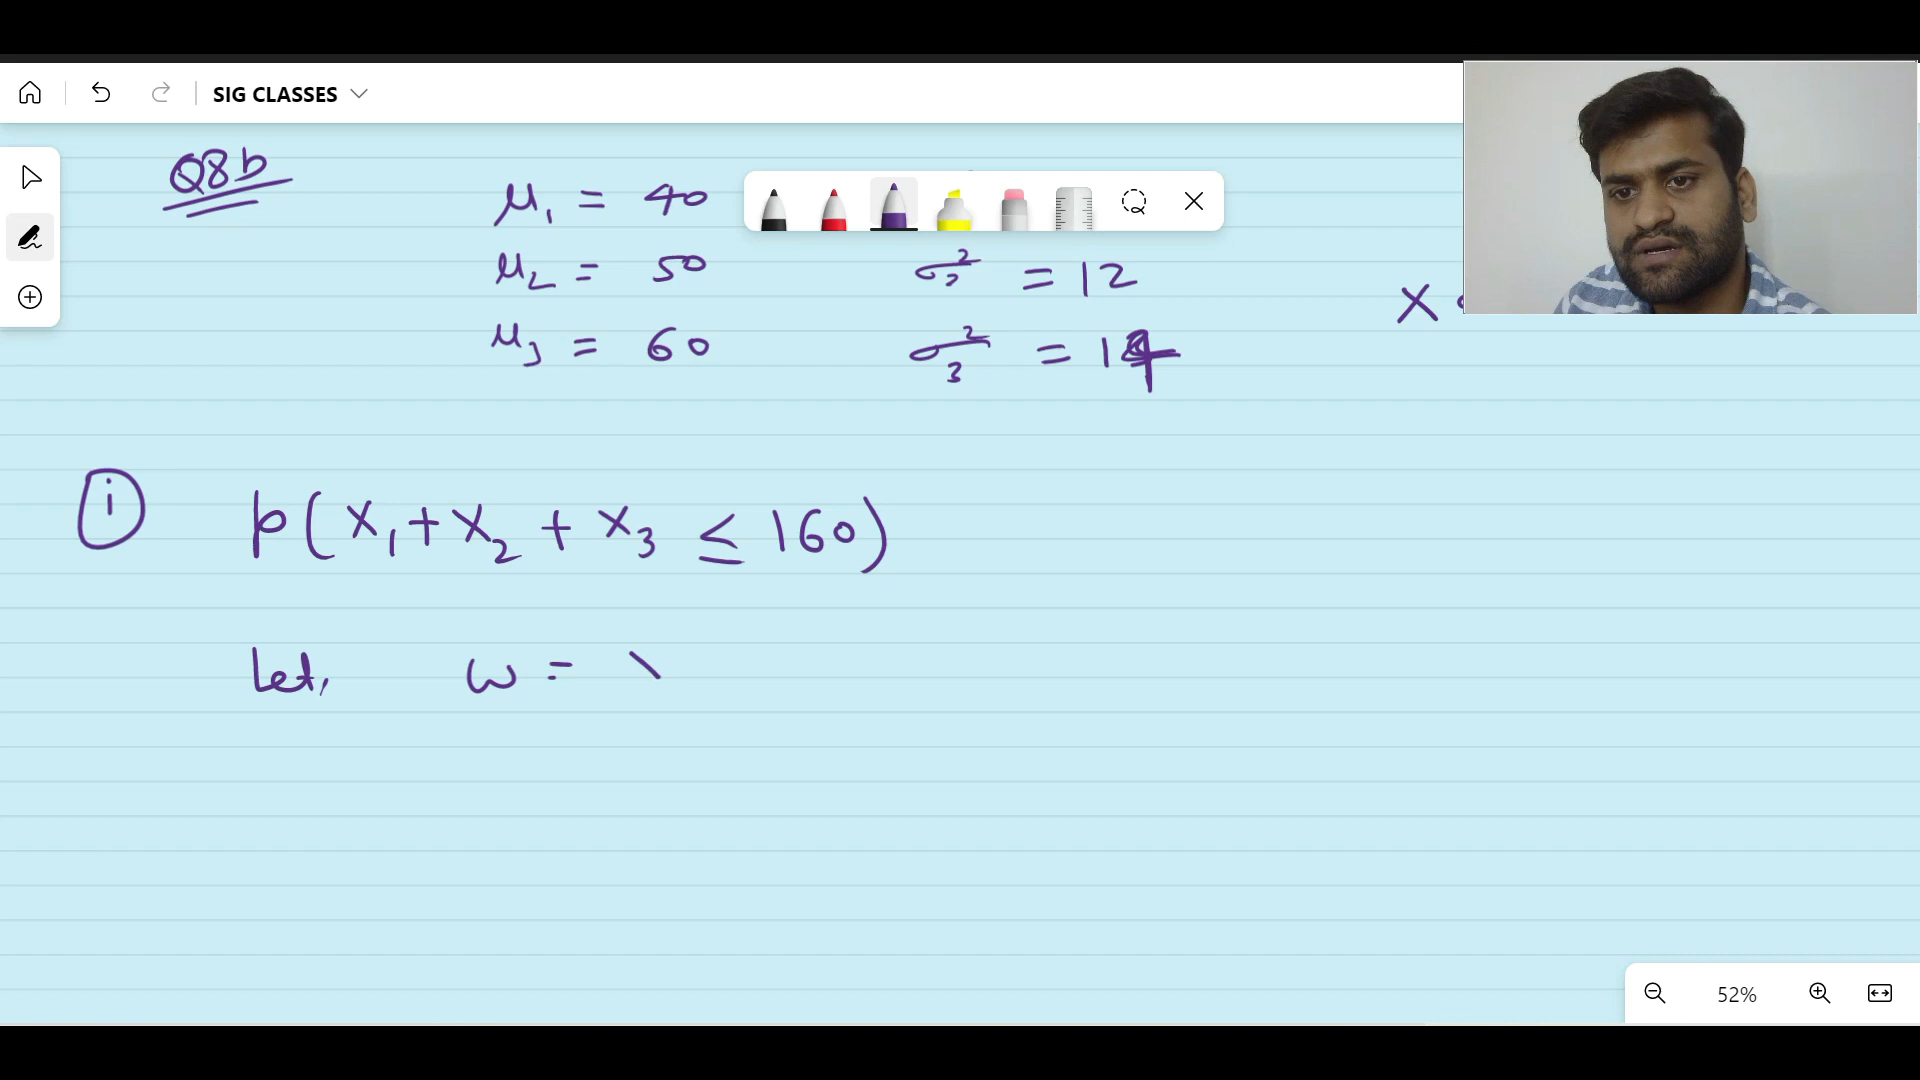 SIG CLASSES
Q8b
μ₁ = 40
μ₂ = 50 σ₂² = 12
μ₃ = 60 σ₃² = 14
X
i p(X₁+X₂+X₃ ≤ 160)
Let, ω =
52%